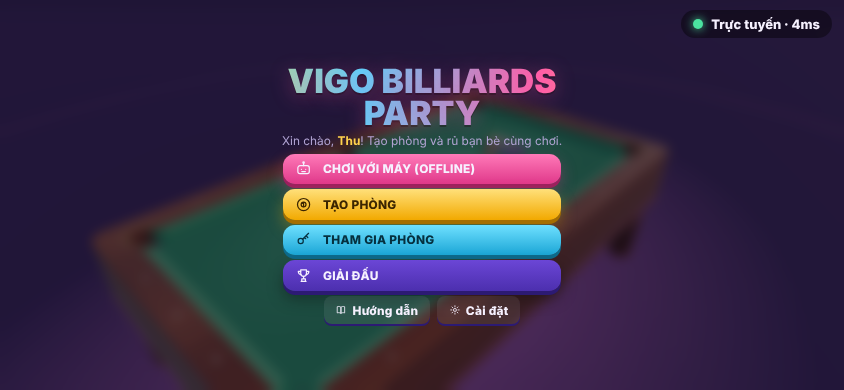 Trực tuyến · 4ms
VIGO BILLIARDS
PARTY
Xin chào, Thu! Tạo phòng và rủ bạn bè cùng chơi.
CHƠI VỚI MÁY (OFFLINE)
TẠO PHÒNG
THAM GIA PHÒNG
GIẢI ĐẤU
Hướng dẫn
Cài đặt